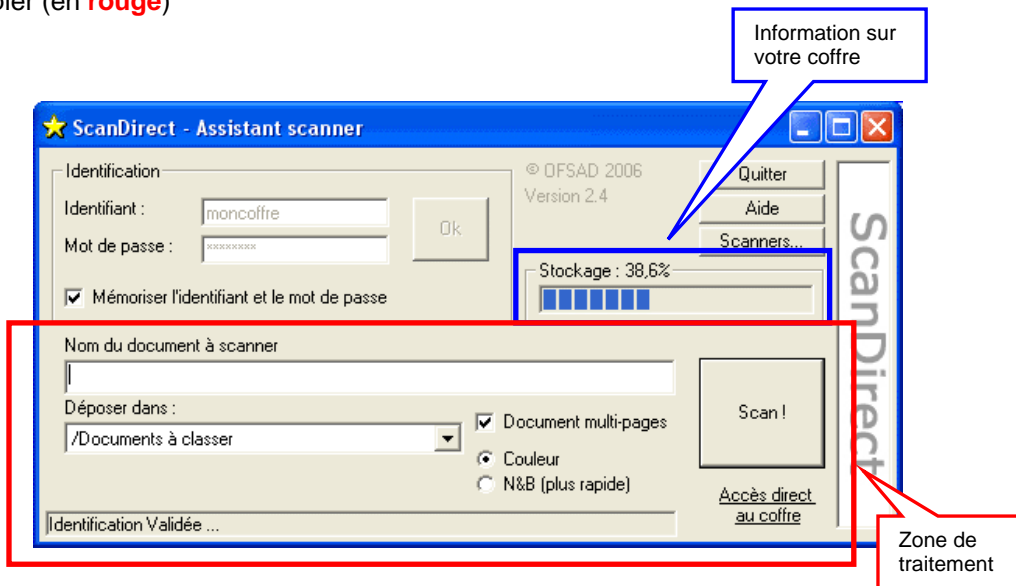 (en rouge)
Information sur
votre coffre
ScanDirect - Assistant scanner
Identification
Identifiant :
moncoffre
Mot de passe :
××××××××
Ok
Mémoriser l'identifiant et le mot de passe
© OFSAD 2006
Version 2.4
Quitter
Aide
Scanners...
Stockage : 38,6%
ScanDirect
Nom du document à scanner
Déposer dans :
/Documents à classer
Document multi-pages
Couleur
N&B (plus rapide)
Scan !
Accès direct
au coffre
Identification Validée ...
Zone de
traitement